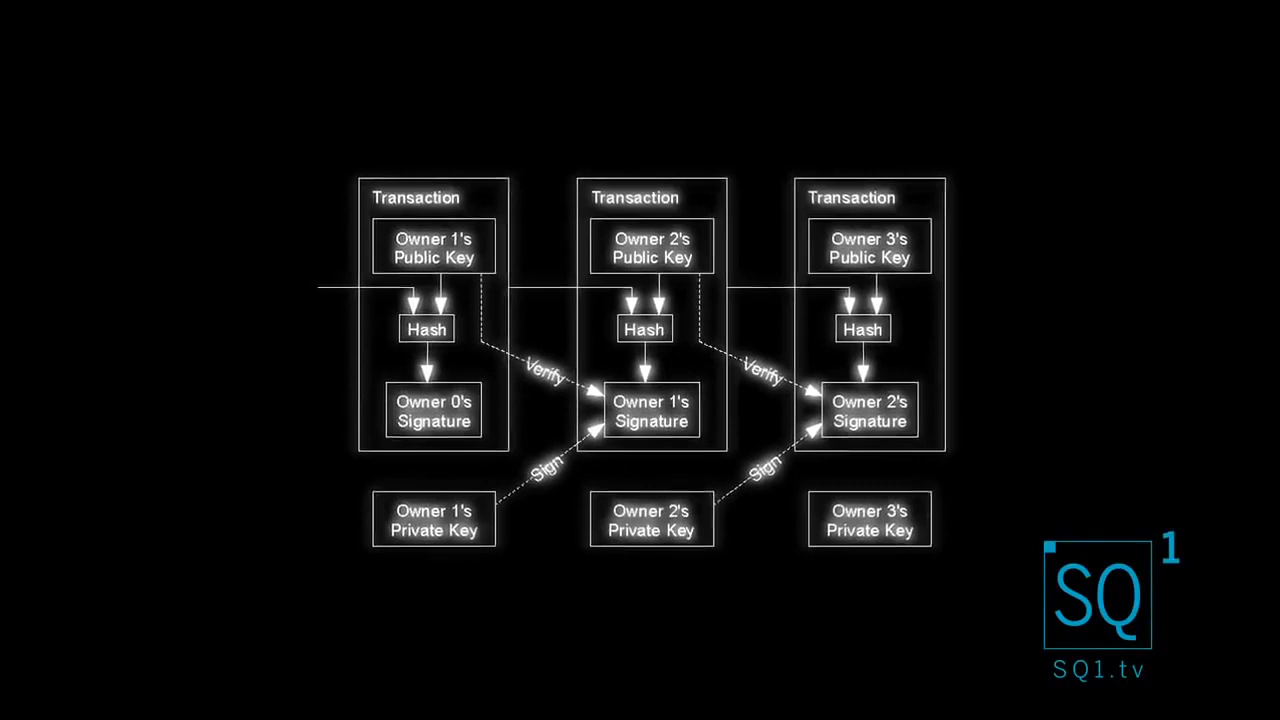 Transaction
Owner 1's
Public Key
Hash
Owner 0's
Signature
Transaction
Owner 2's
Public Key
Hash
Verify
Owner 1's
Signature
Sign
Transaction
Owner 3's
Public Key
Hash
Verify
Owner 2's
Signature
Sign
Owner 1's
Private Key
Owner 2's
Private Key
Owner 3's
Private Key
SQ1
SQ1.tv